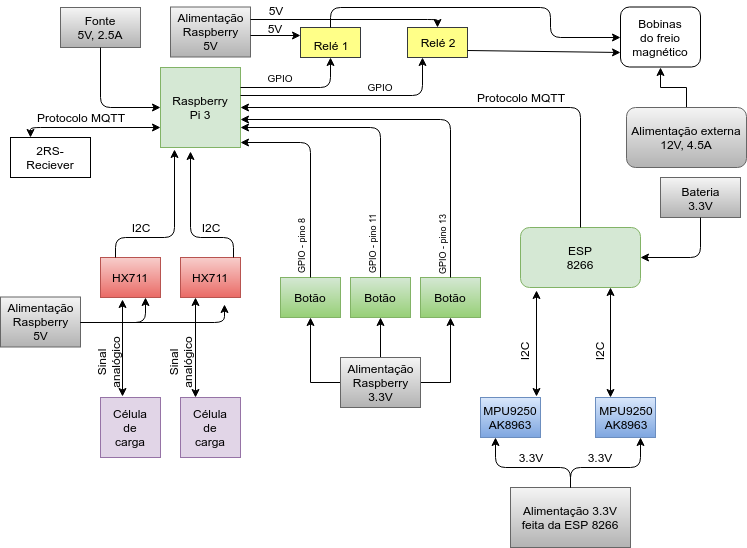 Fonte
5V, 2.5A
Alimentação
Raspberry
5V
5V
5V
Relé 1
Relé 2
Bobinas
do freio
magnético
GPIO
GPIO
Raspberry
Pi 3
Protocolo MQTT
Protocolo MQTT
2RS-
Reciever
Alimentação externa
12V, 4.5A
Bateria
3.3V
I2C
I2C
GPIO - pino 8
GPIO - pino 11
GPIO - pino 13
ESP
8266
HX711
HX711
Botão
Botão
Botão
Alimentação
Raspberry
5V
Sinal
analógico
Sinal
analógico
I2C
I2C
Alimentação
Raspberry
3.3V
Célula
de
carga
Célula
de
carga
MPU9250
AK8963
MPU9250
AK8963
3.3V
3.3V
Alimentação 3.3V
feita da ESP 8266